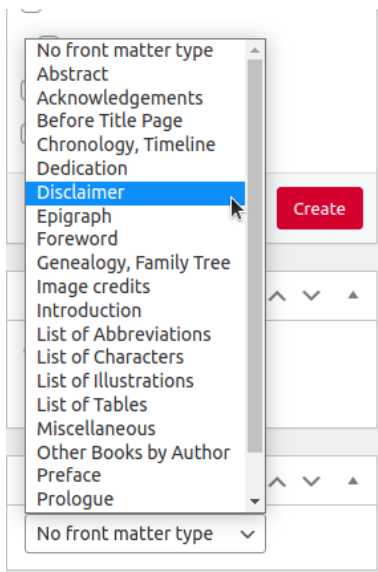 No front matter type
Abstract
Acknowledgements
Before Title Page
Chronology, Timeline
Dedication
Disclaimer
Epigraph
Create
Foreword
Genealogy, Family Tree
Image credits
Introduction
List of Abbreviations
List of Characters
List of Illustrations
List of Tables
Miscellaneous
Other Books by Author
Preface
Prologue
No front matter type